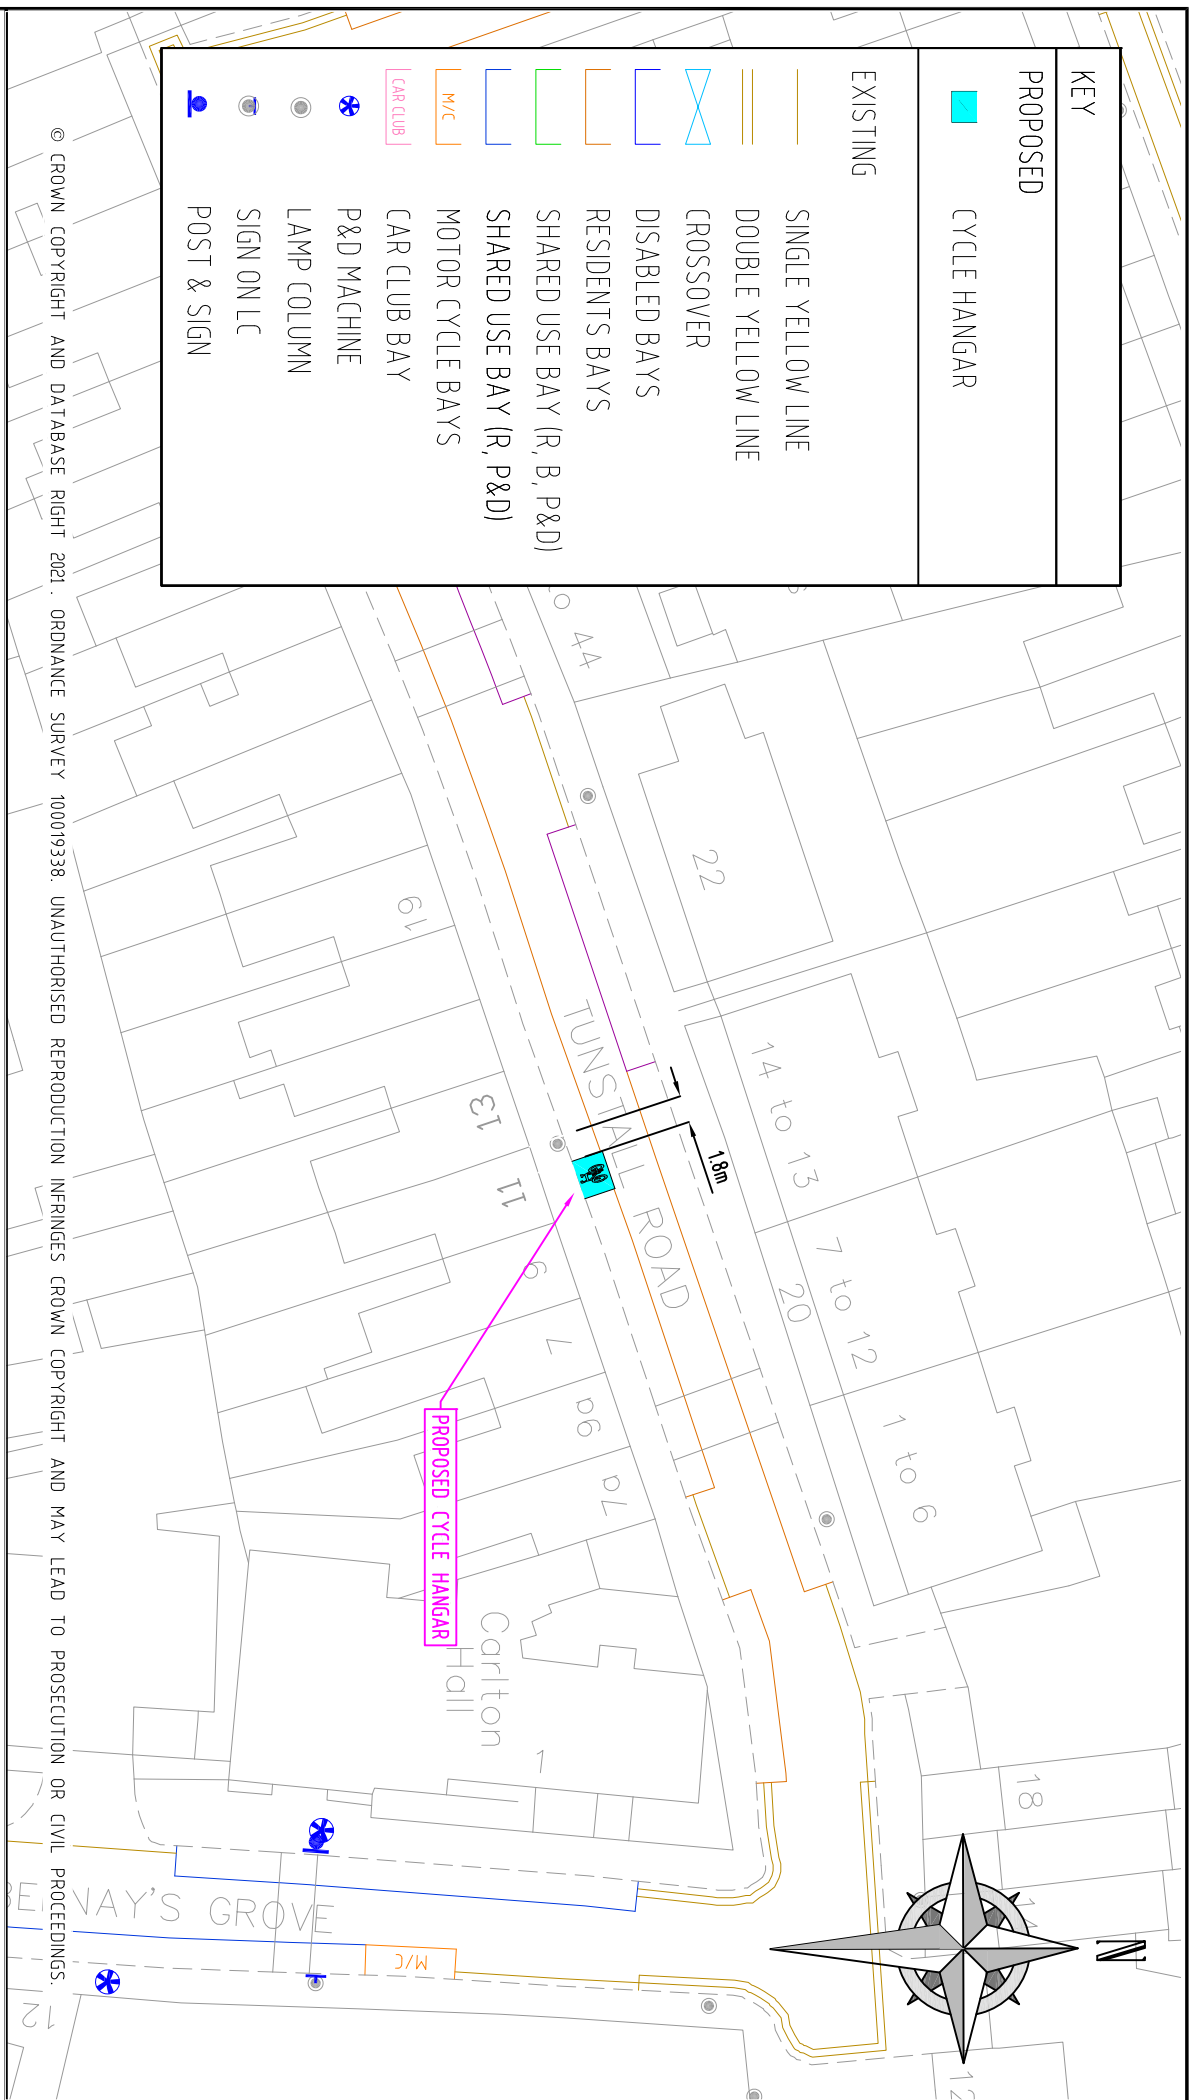 KEY
PROPOSED
CYCLE HANGAR
EXISTING
SINGLE YELLOW LINE
DOUBLE YELLOW LINE
CROSSOVER
DISABLED BAYS
RESIDENTS BAYS
SHARED USE BAY (R, B, P&D)
SHARED USE BAY (R, P&D)
M/C
MOTOR CYCLE BAYS
CAR CLUB
CAR CLUB BAY
P&D MACHINE
LAMP COLUMN
SIGN ON LC
POST & SIGN
44
22
14 to 13
7 to 12
20
1 to 6
18
N
1.8m
TUNSTALL ROAD
19
13
11
9
7
9a
7a
PROPOSED CYCLE HANGAR
Carlton
Hall
1
M/C
GROVE
12
12
© CROWN COPYRIGHT AND DATABASE RIGHT 2021. ORDNANCE SURVEY 100019338. UNAUTHORISED REPRODUCTION INFRINGES CROWN COPYRIGHT AND MAY LEAD TO PROSECUTION OR CIVIL PROCEEDINGS.